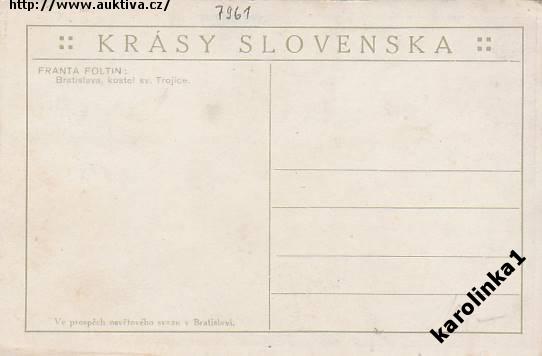 http://www.auktiva.cz/
7961
KRÁSY SLOVENSKA
FRANTA FOLTIN:
Bratislava, kostel sv. Trojice.
Ve prospěch osvětového svazu v Bratislavě.
karolinka1